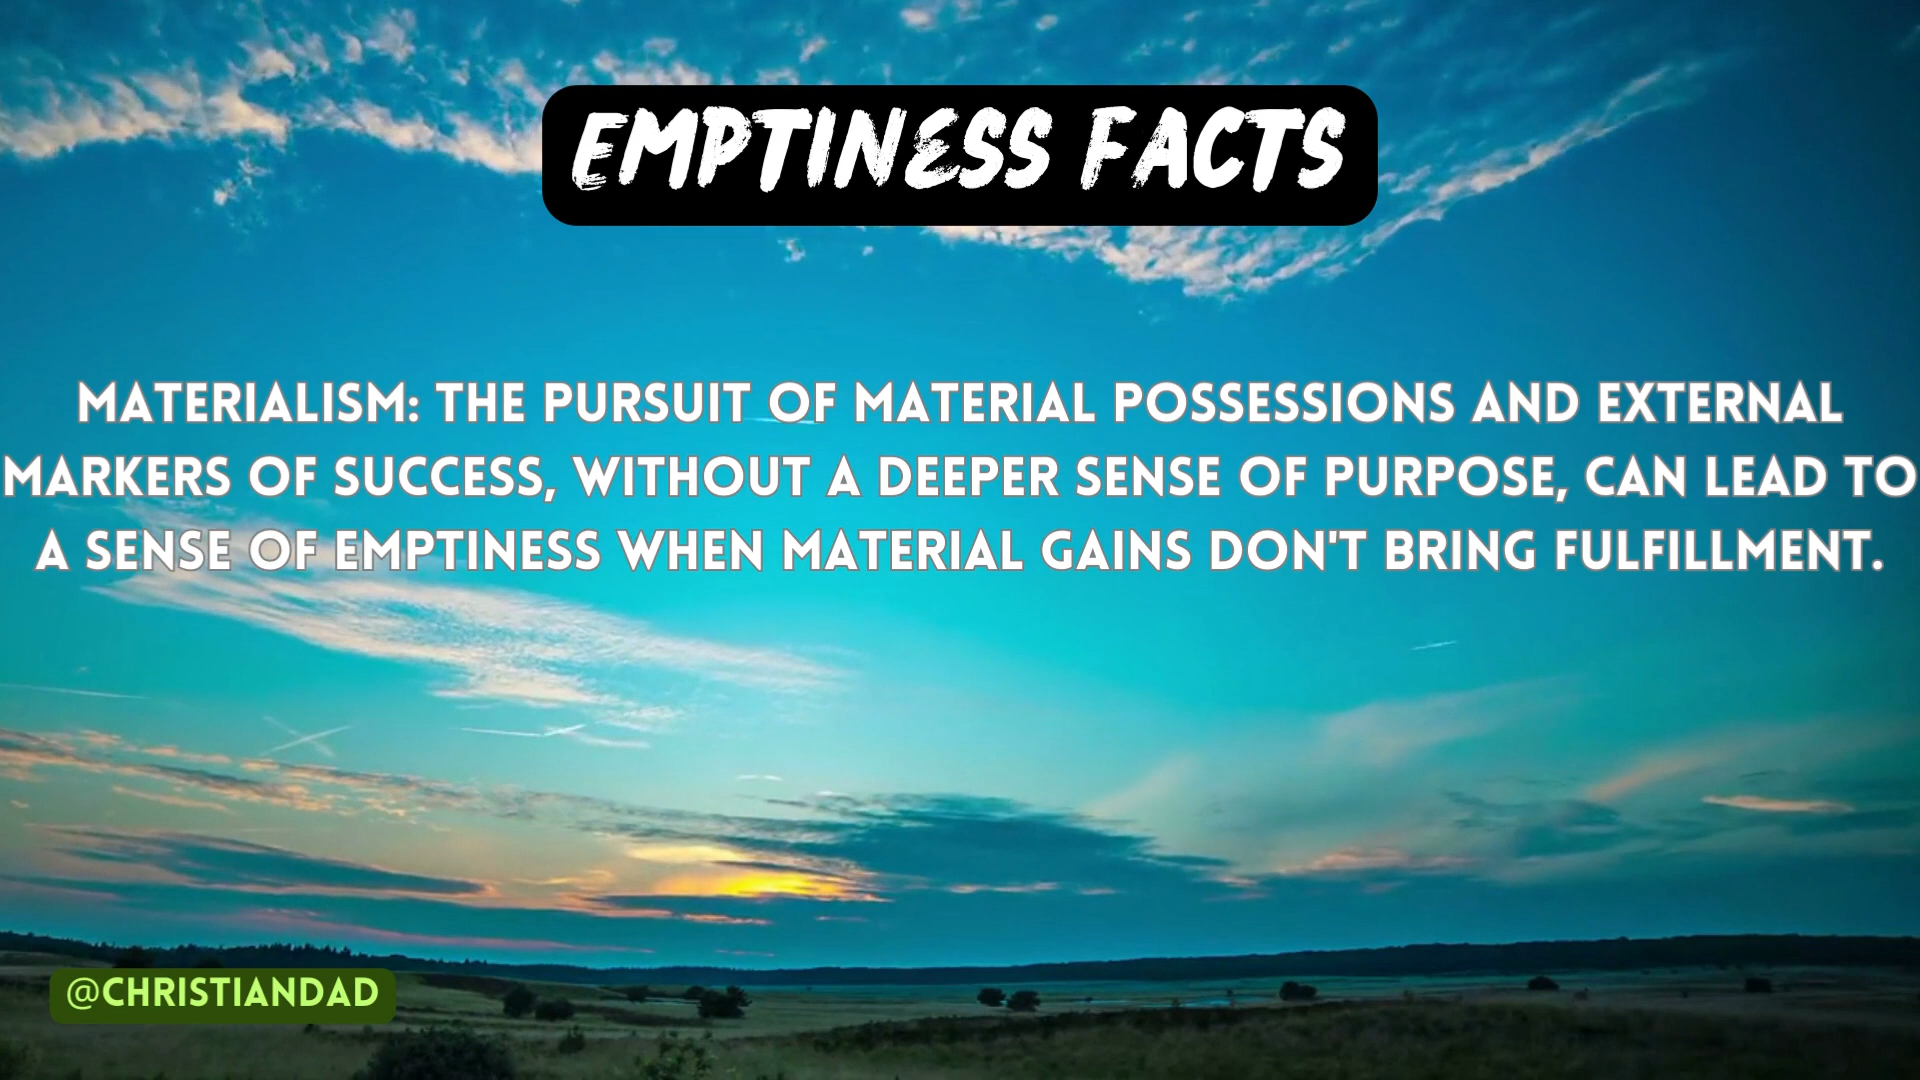 EMPTINESS FACTS
MATERIALISM: THE PURSUIT OF MATERIAL POSSESSIONS AND EXTERNAL
MARKERS OF SUCCESS, WITHOUT A DEEPER SENSE OF PURPOSE, CAN LEAD TO
A SENSE OF EMPTINESS WHEN MATERIAL GAINS DON'T BRING FULFILLMENT.
@CHRISTIANDAD